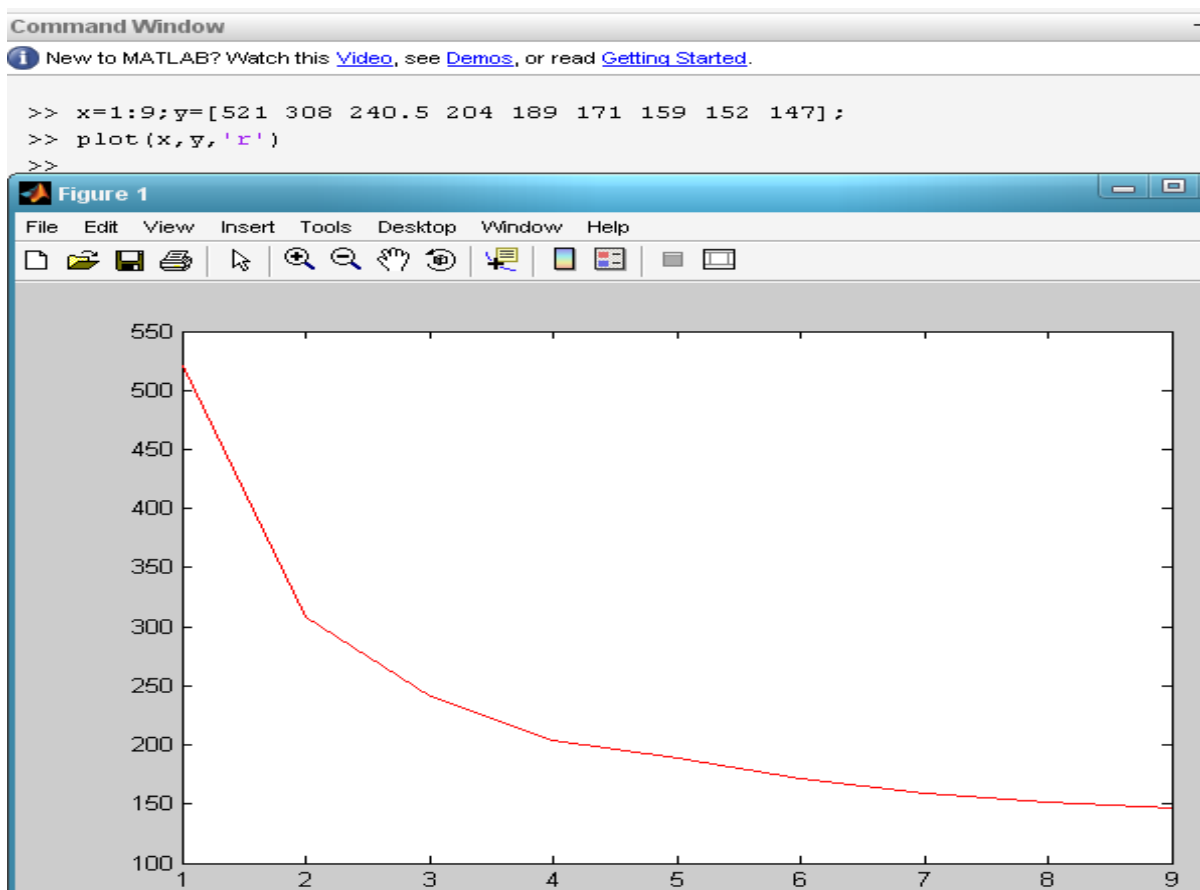 Command Window
New to MATLAB? Watch this Video, see Demos, or read Getting Started.
>> x=1:9;y=[521 308 240.5 204 189 171 159 152 147];
>> plot(x,y,'r')
>>
Figure 1
File Edit View Insert Tools Desktop Window Help
550
500
450
400
350
300
250
200
150
100
1 2 3 4 5 6 7 8 9